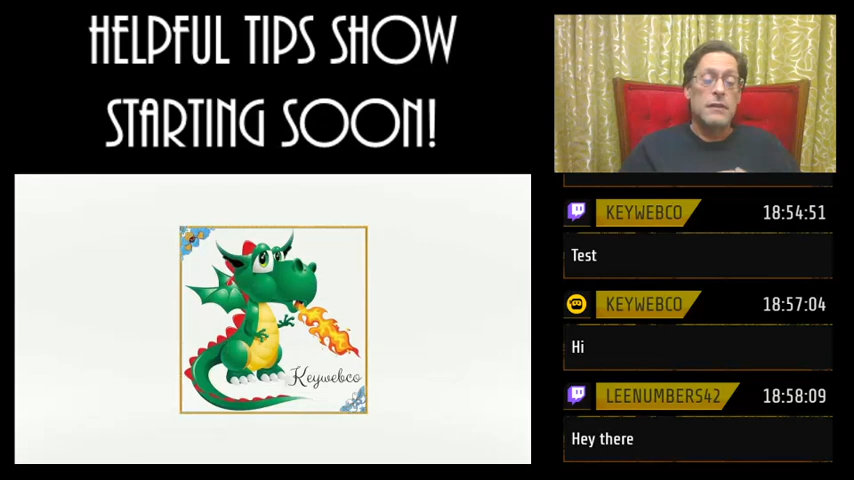 HELPFUL TIPS SHOW
STARTING SOON!
Keywebco
KEYWEBCO 18:54:51
Test
KEYWEBCO 18:57:04
Hi
LEENUMBERS42 18:58:09
Hey there